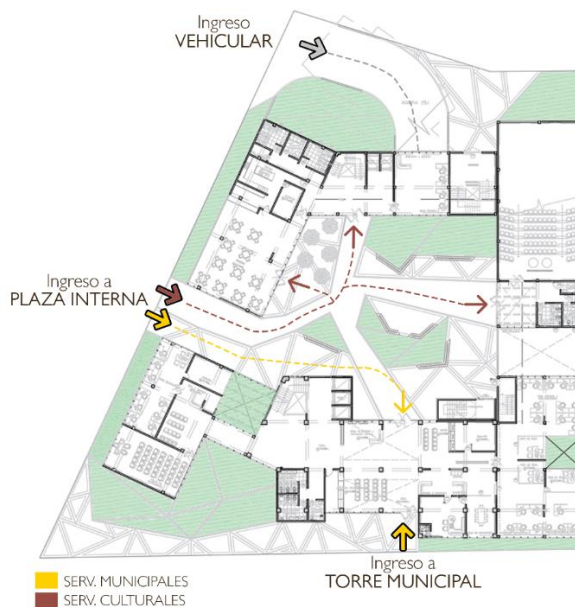 Ingreso
VEHICULAR
Ingreso a
PLAZA INTERNA
Ingreso a
TORRE MUNICIPAL
SERV. MUNICIPALES
SERV. CULTURALES